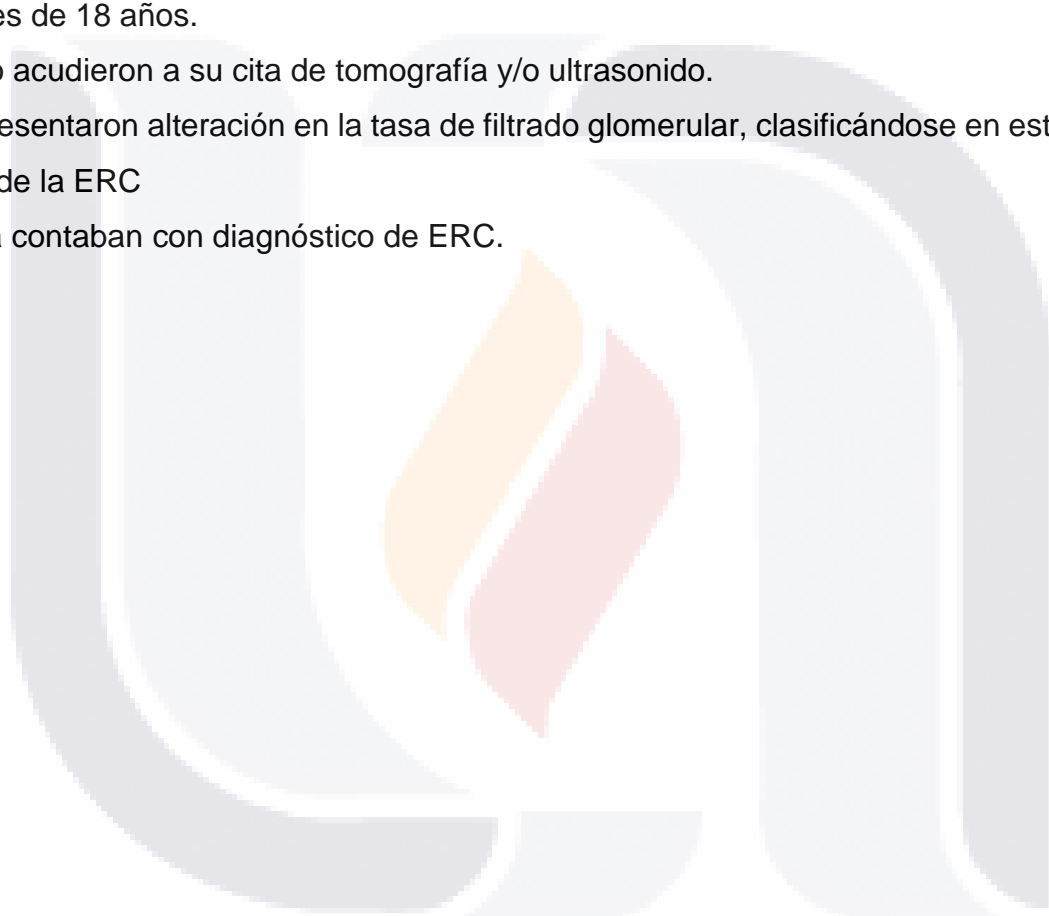 es de 18 años.
o acudieron a su cita de tomografía y/o ultrasonido.
esentaron alteración en la tasa de filtrado glomerular, clasificándose en est
de la ERC
a contaban con diagnóstico de ERC.